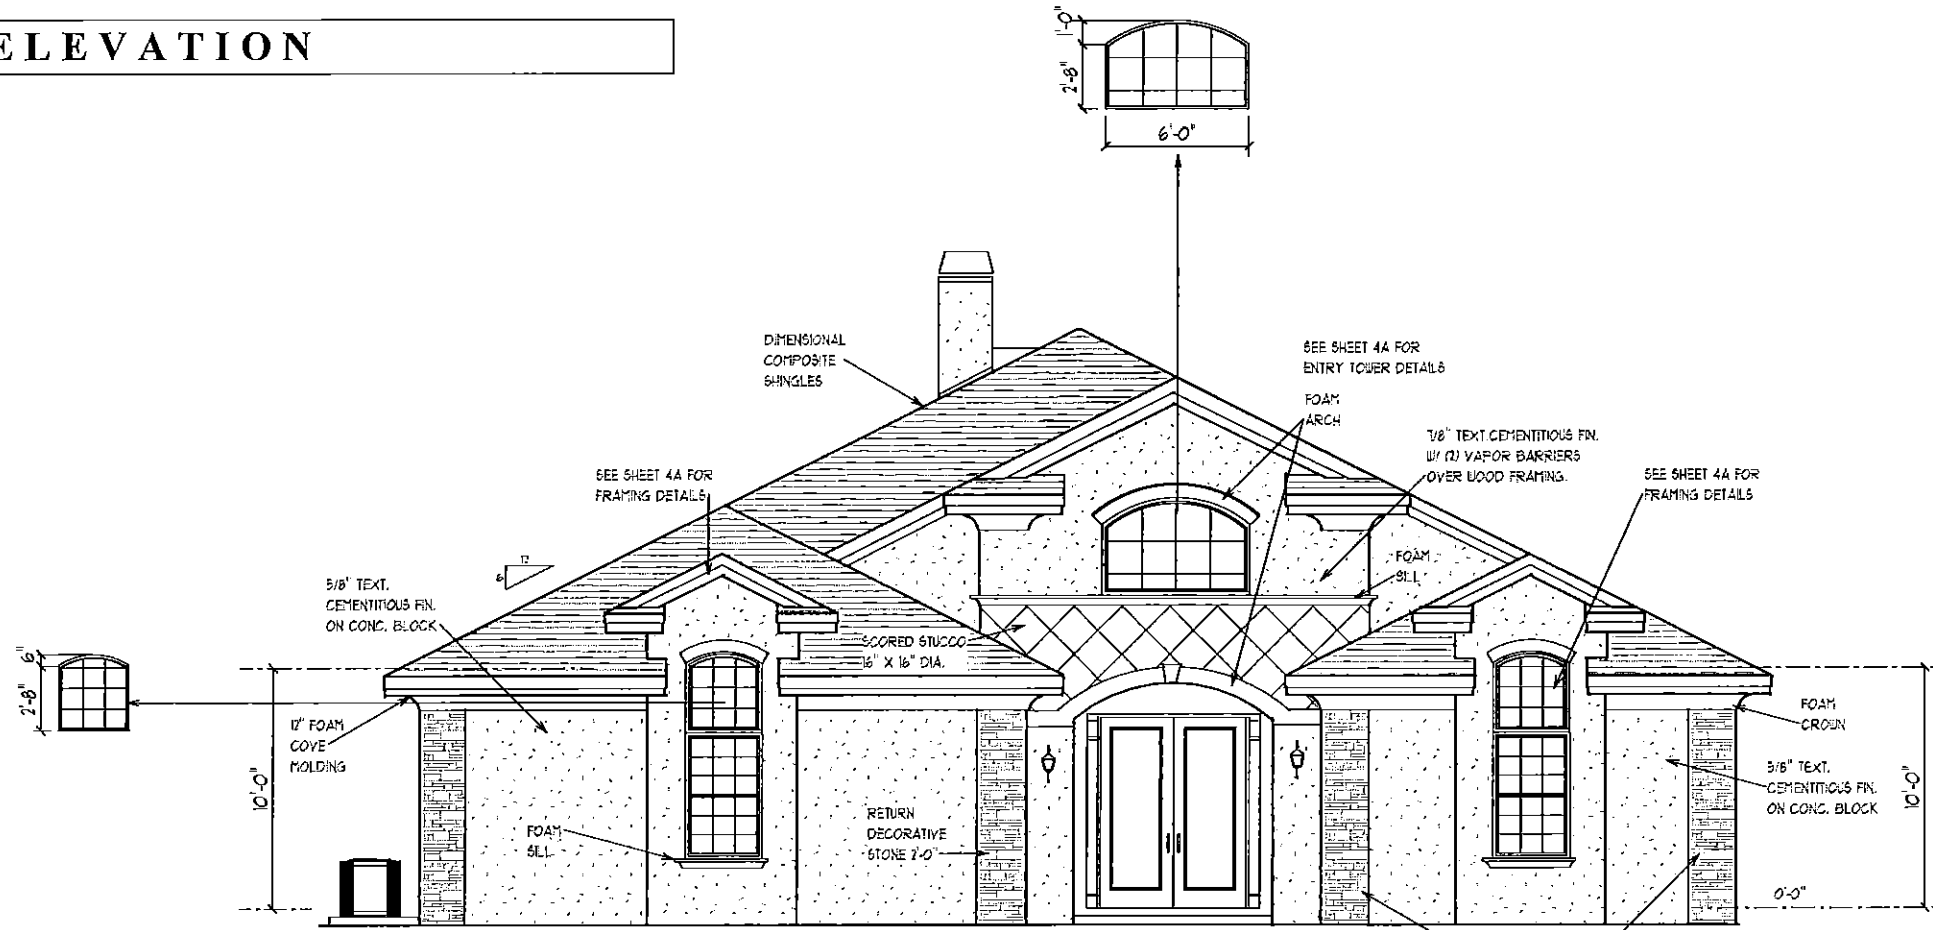 ELEVATION
1'-0"
2'-8"
6'-0"
DIMENSIONAL
COMPOSITE
SHINGLES
SEE SHEET 4A FOR
ENTRY TOWER DETAILS
FOAM
ARCH
7/8" TEXT. CEMENTITIOUS FIN.
W/ (2) VAPOR BARRIERS
OVER WOOD FRAMING.
SEE SHEET 4A FOR
FRAMING DETAILS
SEE SHEET 4A FOR
FRAMING DETAILS
12
6
FOAM
SILL
5/8" TEXT.
CEMENTITIOUS FIN.
ON CONC. BLOCK
SCORED STUCCO
16" X 16" DIA.
6"
2'-8"
12" FOAM
COVE
MOLDING
10'-0"
FOAM
SILL
RETURN
DECORATIVE
STONE 2'-0"
FOAM
CROWN
5/8" TEXT.
CEMENTITIOUS FIN.
ON CONC. BLOCK
10'-0"
0'-0"